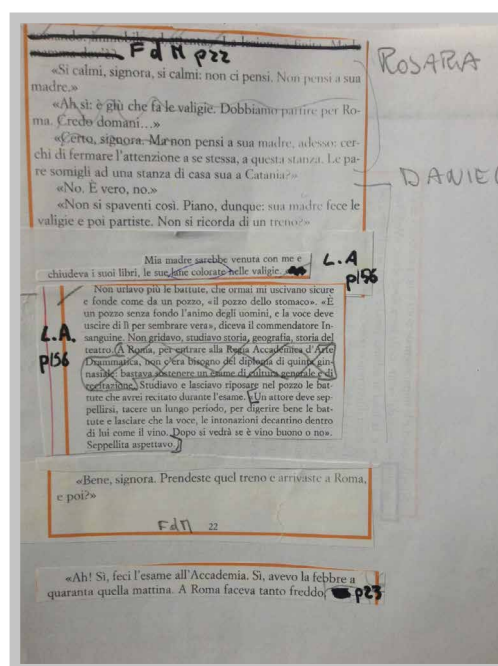 mamma dov'è?
FdM p22
ROSARIA
«Si calmi, signora, si calmi: non ci pensi. Non pensi a sua
madre.»
«Ah sì: è giù che fa le valigie. Dobbiamo partire per Ro-
ma. Credo domani…»
«Certo, signora. Ma non pensi a sua madre, adesso: cer-
chi di fermare l'attenzione a se stessa, a questa stanza. Le pa-
re somigli ad una stanza di casa sua a Catania?»
DANIE
«No. È vero, no.»
«Non si spaventi così. Piano, dunque: sua madre fece le
valigie e poi partiste. Non si ricorda di un treno?»
Mia madre sarebbe venuta con me e
chiudeva i suoi libri, le sue lane colorate nelle valigie.
L.A
p156
L.A.
p156
Non urlavo più le battute, che ormai mi uscivano sicure
e fonde come da un pozzo, «il pozzo dello stomaco». «È
un pozzo senza fondo l'animo degli uomini, e la voce deve
uscire di lì per sembrare vera», diceva il commendatore In-
sanguine. Non gridavo, studiavo storia, geografia, storia del
teatro. A Roma, per entrare alla Regia Accademia d'Arte
Drammatica, non c'era bisogno del diploma di quinta gin-
nasiale: bastava sostenere un esame di cultura generale e di
recitazione. Studiavo e lasciavo riposare nel pozzo le bat-
tute che avrei recitato durante l'esame. «Un attore deve sep-
pellirsi, tacere un lungo periodo, per digerire bene le bat-
tute e lasciare che la voce, le intonazioni decantino dentro
di lui come il vino. Dopo si vedrà se è vino buono o no».
Seppellita aspettavo.
«Bene, signora. Prendeste quel treno e arrivaste a Roma,
e poi?»
FdM 22
«Ah! Sì, feci l'esame all'Accademia. Sì, avevo la febbre a
quaranta quella mattina. A Roma faceva tanto freddo,
p23